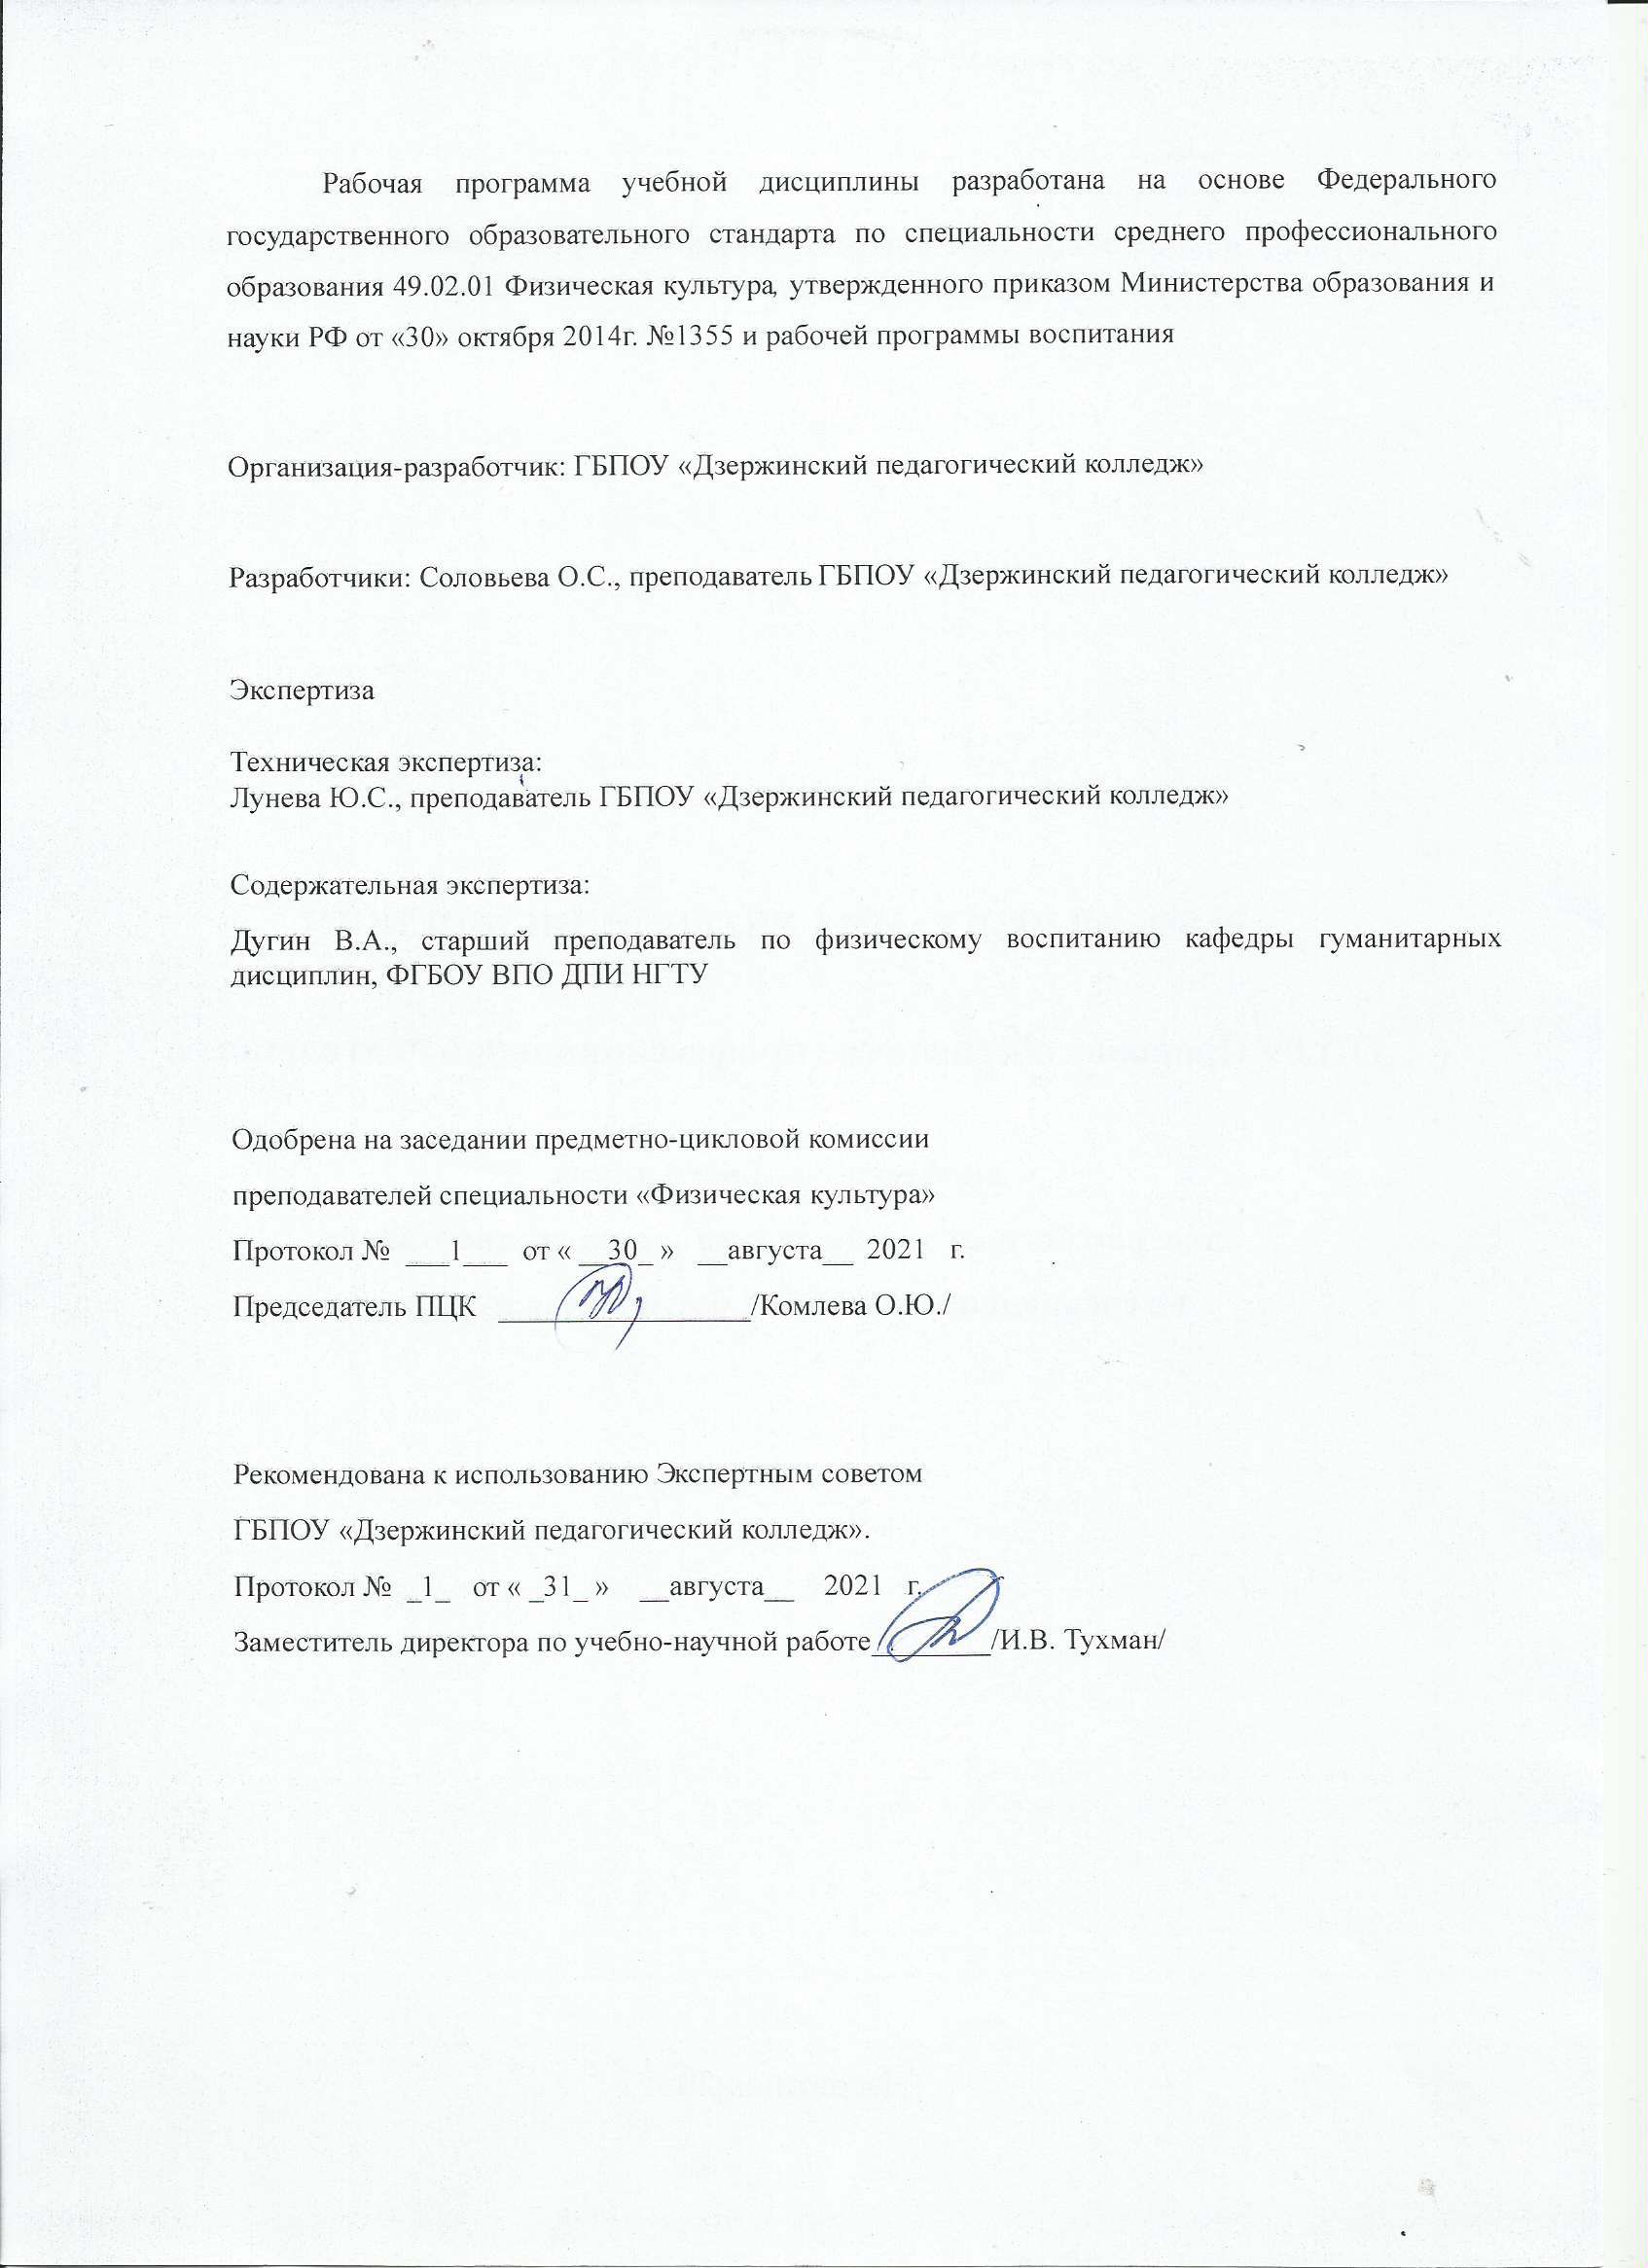 Рабочая программа учебной дисциплины разработана на основе Федерального
государственного образовательного стандарта по специальности среднего профессионального
образования 49.02.01 Физическая культура, утвержденного приказом Министерства образования и
науки РФ от «30» октября 2014г. №1355 и рабочей программы воспитания
Организация-разработчик: ГБПОУ «Дзержинский педагогический колледж»
Разработчики: Соловьева О.С., преподаватель ГБПОУ «Дзержинский педагогический колледж»
Экспертиза
Техническая экспертиза:
Лунева Ю.С., преподаватель ГБПОУ «Дзержинский педагогический колледж»
Содержательная экспертиза:
Дугин В.А., старший преподаватель по физическому воспитанию кафедры гуманитарных
дисциплин, ФГБОУ ВПО ДПИ НГТУ
Одобрена на заседании предметно-цикловой комиссии
преподавателей специальности «Физическая культура»
Протокол № ___1___ от « __30_ » __августа__ 2021 г.
Председатель ПЦК _________________/Комлева О.Ю./
Рекомендована к использованию Экспертным советом
ГБПОУ «Дзержинский педагогический колледж».
Протокол № _1_ от « _31_ » __августа__ 2021 г.
Заместитель директора по учебно-научной работе________/И.В. Тухман/